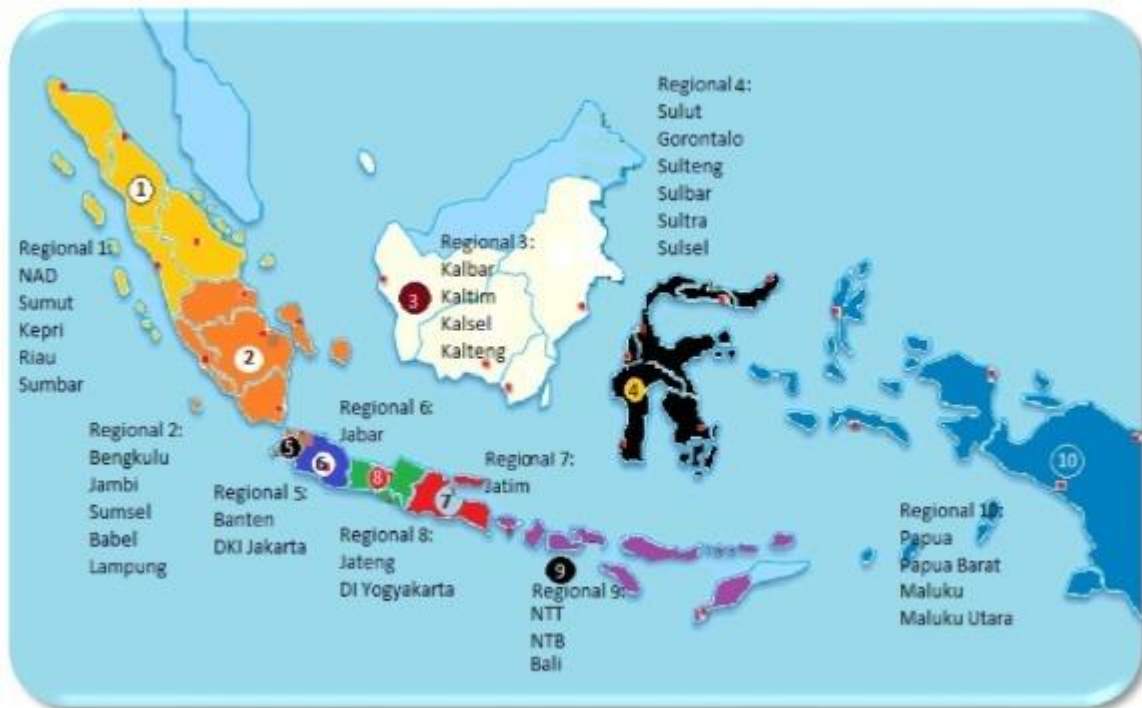 Regional 4:
Sulut
Gorontalo
Sulteng
Sulbar
Sultra
Sulsel
1
Regional 1:
NAD
Sumut
Kepri
Riau
Sumbar
Regional 3:
Kalbar
Kaltim
Kalsel
Kalteng
3
2
4
Regional 2:
Bengkulu
Jambi
Sumsel
Babel
Lampung
Regional 6:
Jabar
5
6
8
7
Regional 7:
Jatim
Regional 5:
Banten
DKI Jakarta
Regional 8:
Jateng
DI Yogyakarta
9
Regional 9:
NTT
NTB
Bali
10
Regional 10:
Papua
Papua Barat
Maluku
Maluku Utara